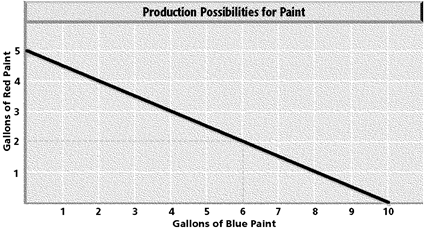 Production Possibilities for Paint
Gallons of Red Paint
5
4
3
2
1
1 2 3 4 5 6 7 8 9 10
Gallons of Blue Paint